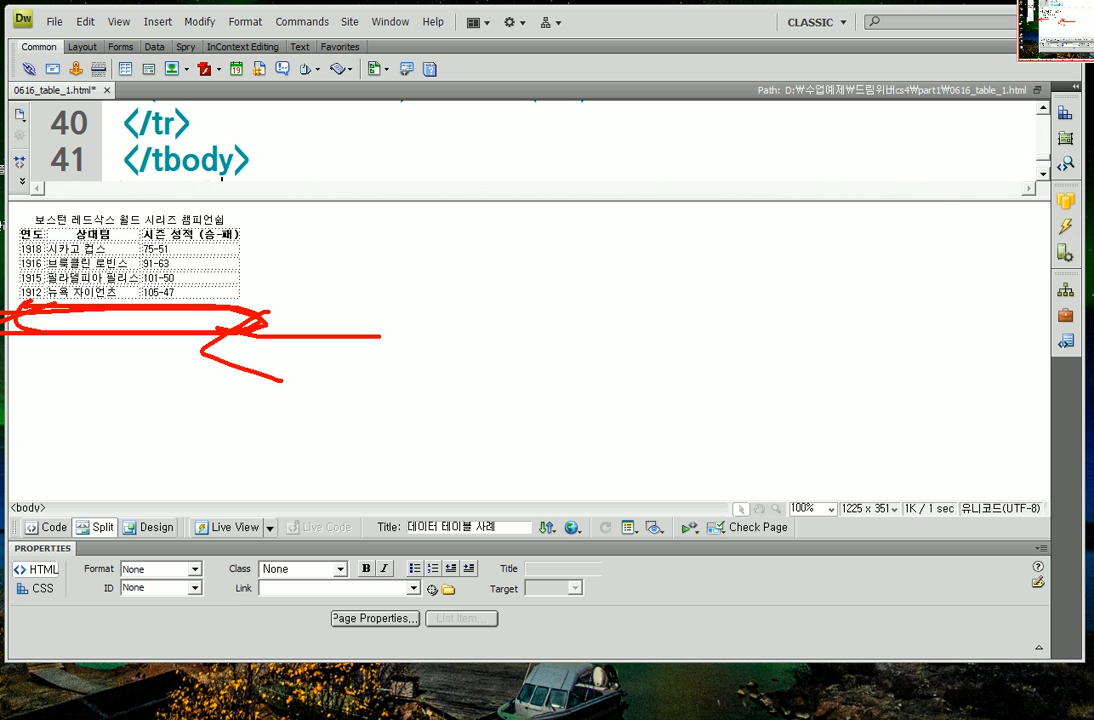 Dw File Edit View Insert Modify Format Commands Site Window Help CLASSIC
Common Layout Forms Data Spry InContext Editing Text Favorites
0616_table_1.html* × Path: D:₩수업예제₩드림위버cs4₩part1₩0616_table_1.html
40 </tr>
41 </tbody>
보스턴 레드삭스 월드 시리즈 챔피언쉽
연도 상대팀 시즌 성적 (승-패)
1918 시카고 컵스 75-51
1916 브룩클린 로빈스 91-63
1915 필라델피아 필리스 101-50
1912 뉴욕 자이언츠 105-47
<body> 100% 1225 x 351 1K / 1 sec 유니코드(UTF-8)
Code Split Design Live View Live Code Title: 데이터 테이블 사례 Check Page
PROPERTIES
<> HTML Format None Class None B I Title
CSS ID None Link Target
Page Properties... List Item...